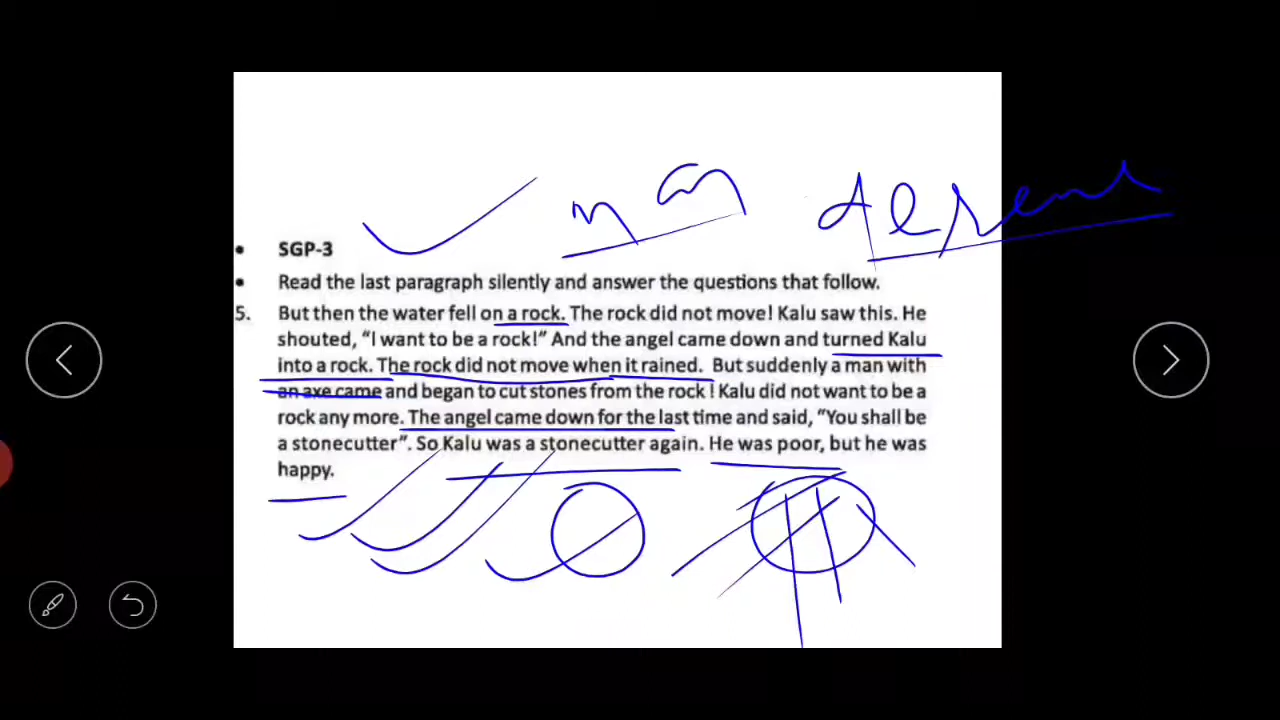 • SGP-3
• Read the last paragraph silently and answer the questions that follow.
5. But then the water fell on a rock. The rock did not move! Kalu saw this. He
shouted, “I want to be a rock!” And the angel came down and turned Kalu
into a rock. The rock did not move when it rained. But suddenly a man with
an axe came and began to cut stones from the rock ! Kalu did not want to be a
rock any more. The angel came down for the last time and said, “You shall be
a stonecutter”. So Kalu was a stonecutter again. He was poor, but he was
happy.